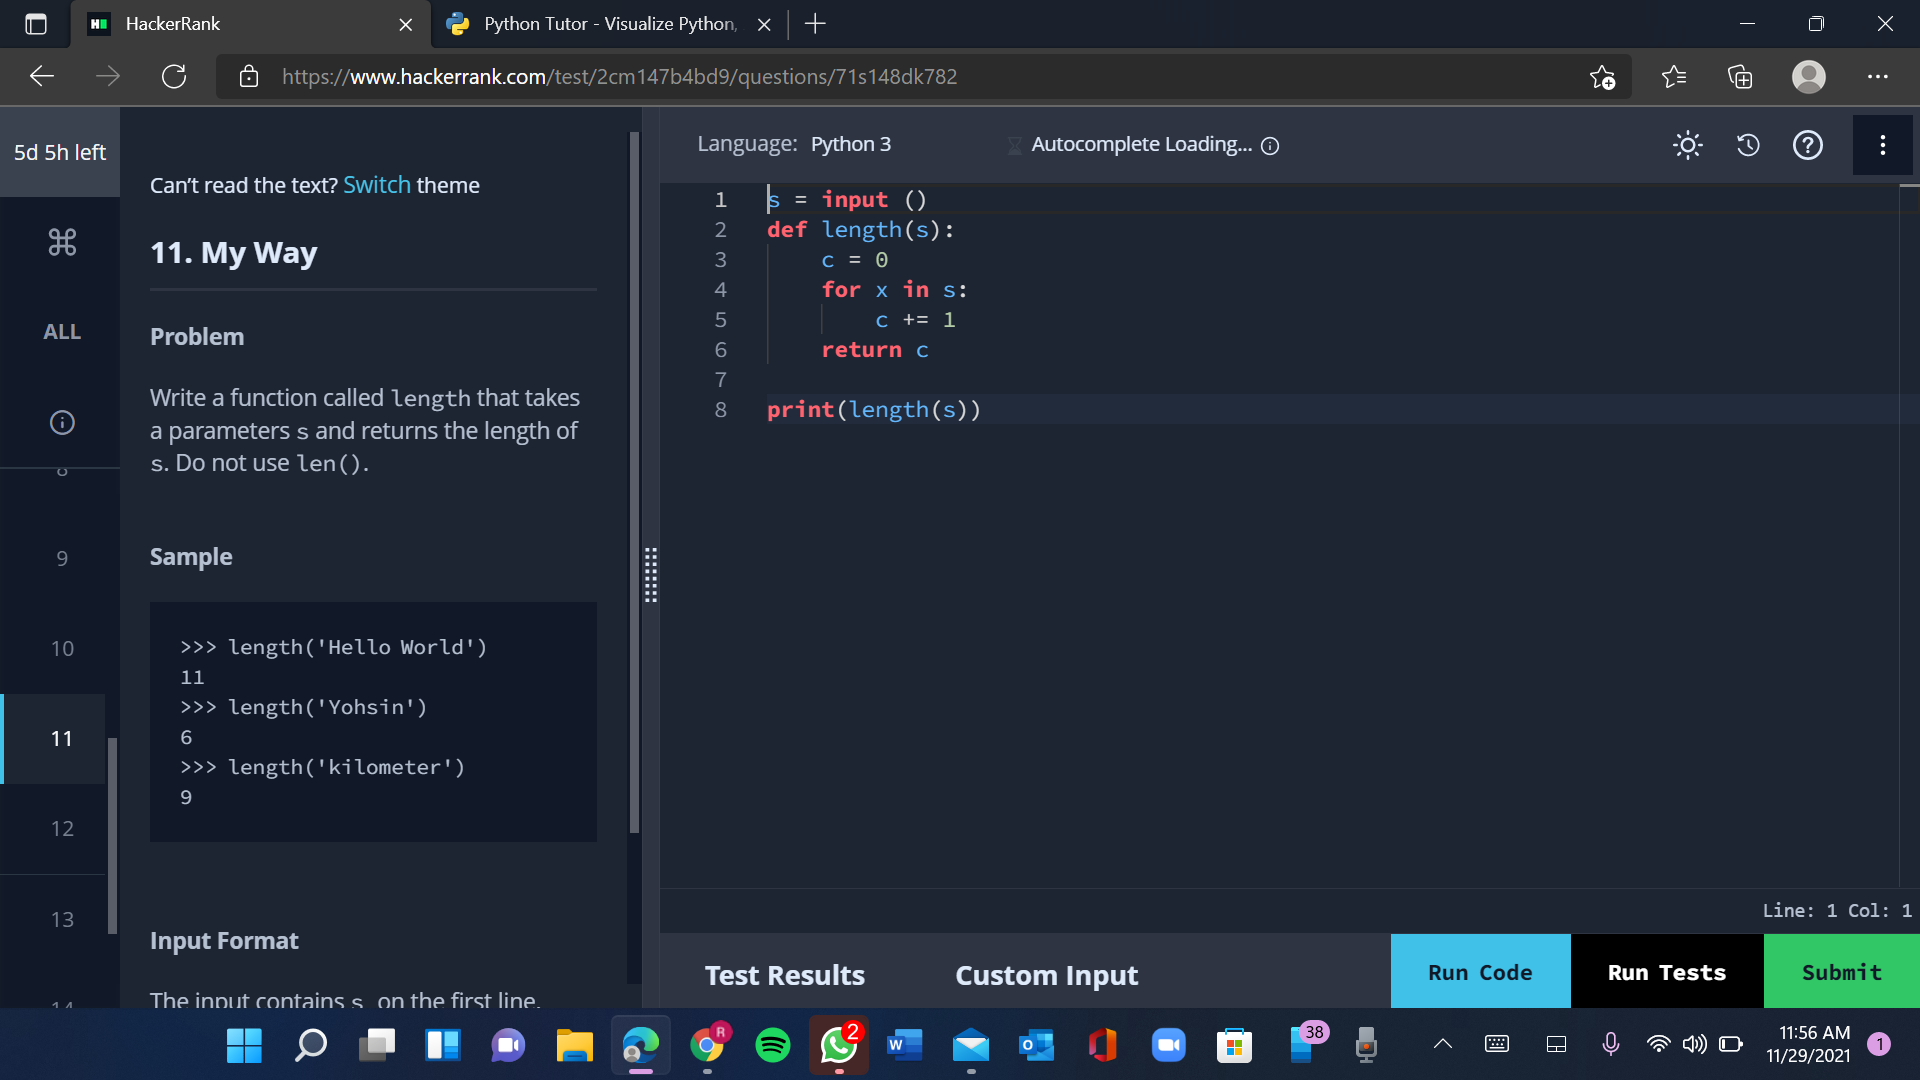 HackerRank
Python Tutor - Visualize Python,
https://www.hackerrank.com/test/2cm147b4bd9/questions/71s148dk782
5d 5h left
ALL
9
10
11
12
13
Can't read the text? Switch theme
11. My Way
Problem
Write a function called length that takes
a parameters s and returns the length of
s. Do not use len().
Sample
>>> length('Hello World')
11
>>> length('Yohsin')
6
>>> length('kilometer')
9
Input Format
The input contains s on the first line.
Language: Python 3
Autocomplete Loading...
1 s = input ()
2 def length(s):
3 c = 0
4 for x in s:
5 c += 1
6 return c
7
8 print(length(s))
Line: 1 Col: 1
Test Results
Custom Input
Run Code
Run Tests
Submit
R
2
38
11:56 AM
11/29/2021
1